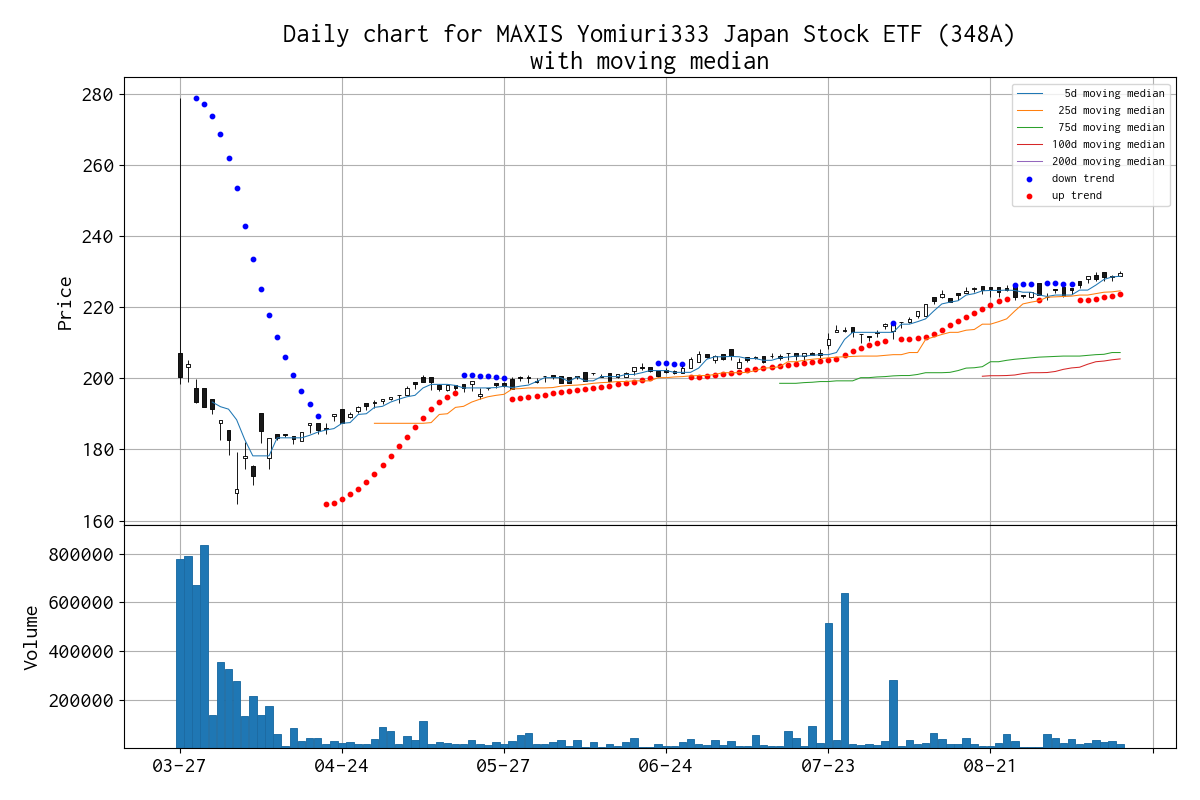 Daily chart for MAXIS Yomiuri333 Japan Stock ETF (348A)
with moving median
280
260
240
220
200
180
160
Price
5d moving median
25d moving median
75d moving median
100d moving median
200d moving median
down trend
up trend
800000
600000
400000
200000
Volume
03-27
04-24
05-27
06-24
07-23
08-21